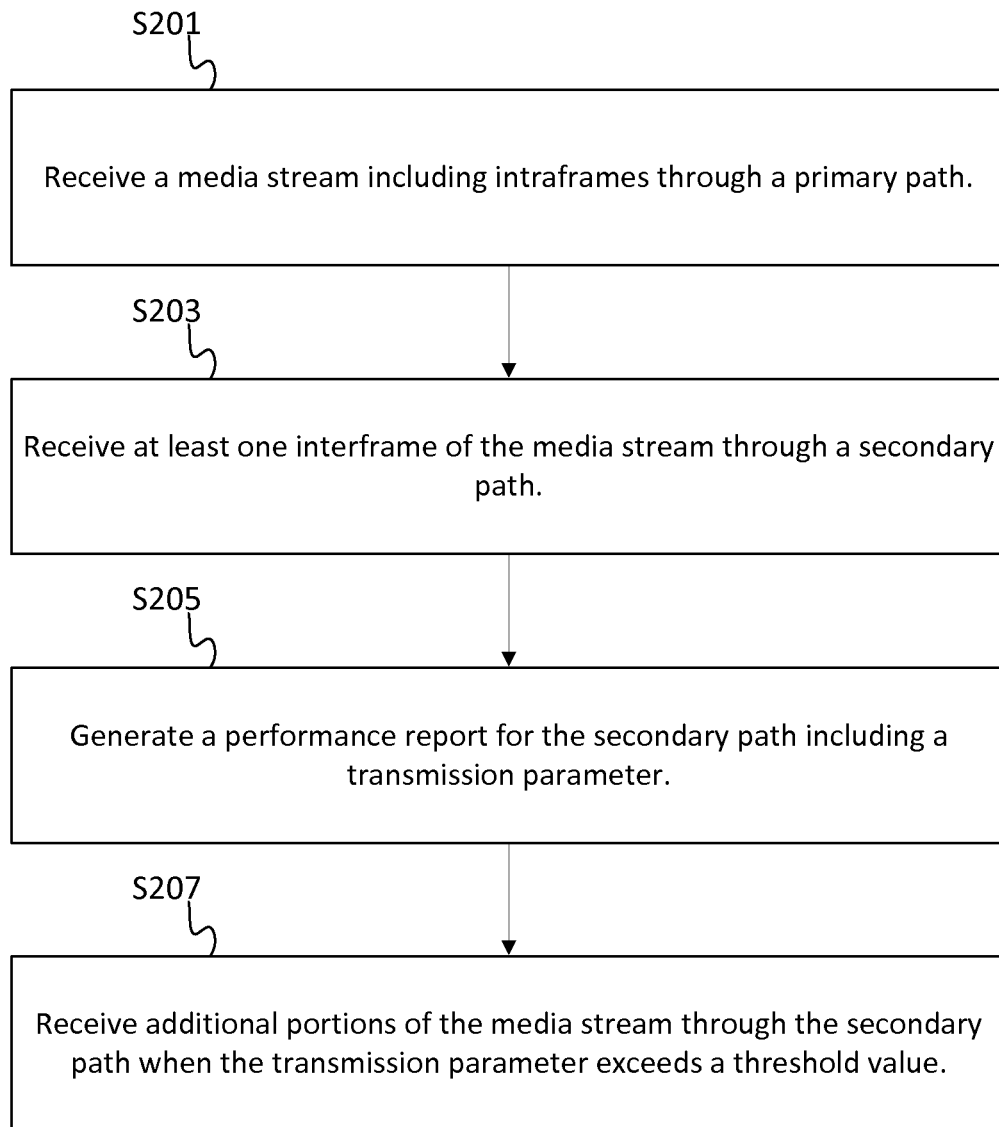 S201
Receive a media stream including intraframes through a primary path.
S203
Receive at least one interframe of the media stream through a secondary
path.
S205
Generate a performance report for the secondary path including a
transmission parameter.
S207
Receive additional portions of the media stream through the secondary
path when the transmission parameter exceeds a threshold value.